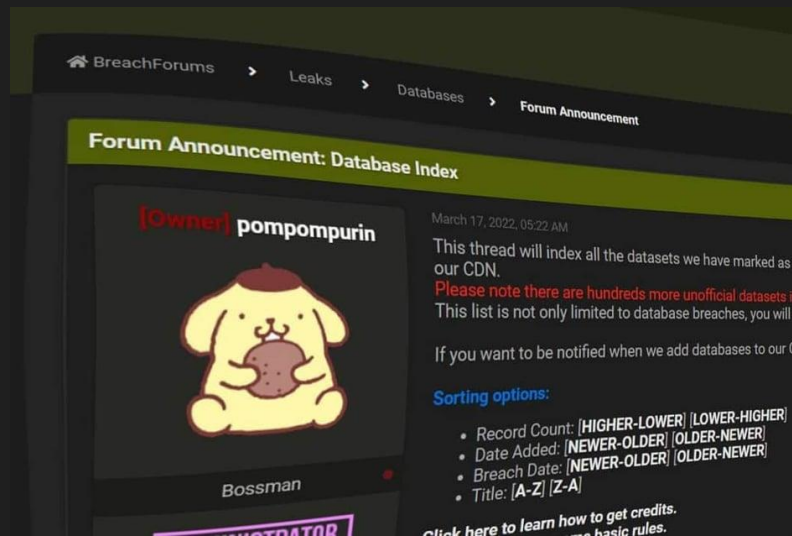 BreachForums > Leaks > Databases > Forum Announcement
Forum Announcement: Database Index
[Owner] pompompurin
Bossman
March 17, 2022, 05:22 AM
This thread will index all the datasets we have marked as
our CDN.
Please note there are hundreds more unofficial datasets
This list is not only limited to database breaches, you will
If you want to be notified when we add databases to our
Sorting options:
• Record Count: [HIGHER-LOWER] [LOWER-HIGHER]
• Date Added: [NEWER-OLDER] [OLDER-NEWER]
• Breach Date: [NEWER-OLDER] [OLDER-NEWER]
• Title: [A-Z] [Z-A]
Click here to learn how to get credits.
basic rules.